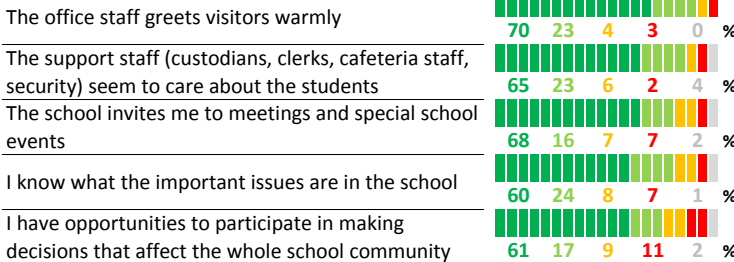 The office staff greets visitors warmly
70 23 4 3 0 %
The support staff (custodians, clerks, cafeteria staff,
security) seem to care about the students
65 23 6 2 4 %
The school invites me to meetings and special school
events
68 16 7 7 2 %
I know what the important issues are in the school
60 24 8 7 1 %
I have opportunities to participate in making
decisions that affect the whole school community
61 17 9 11 2 %